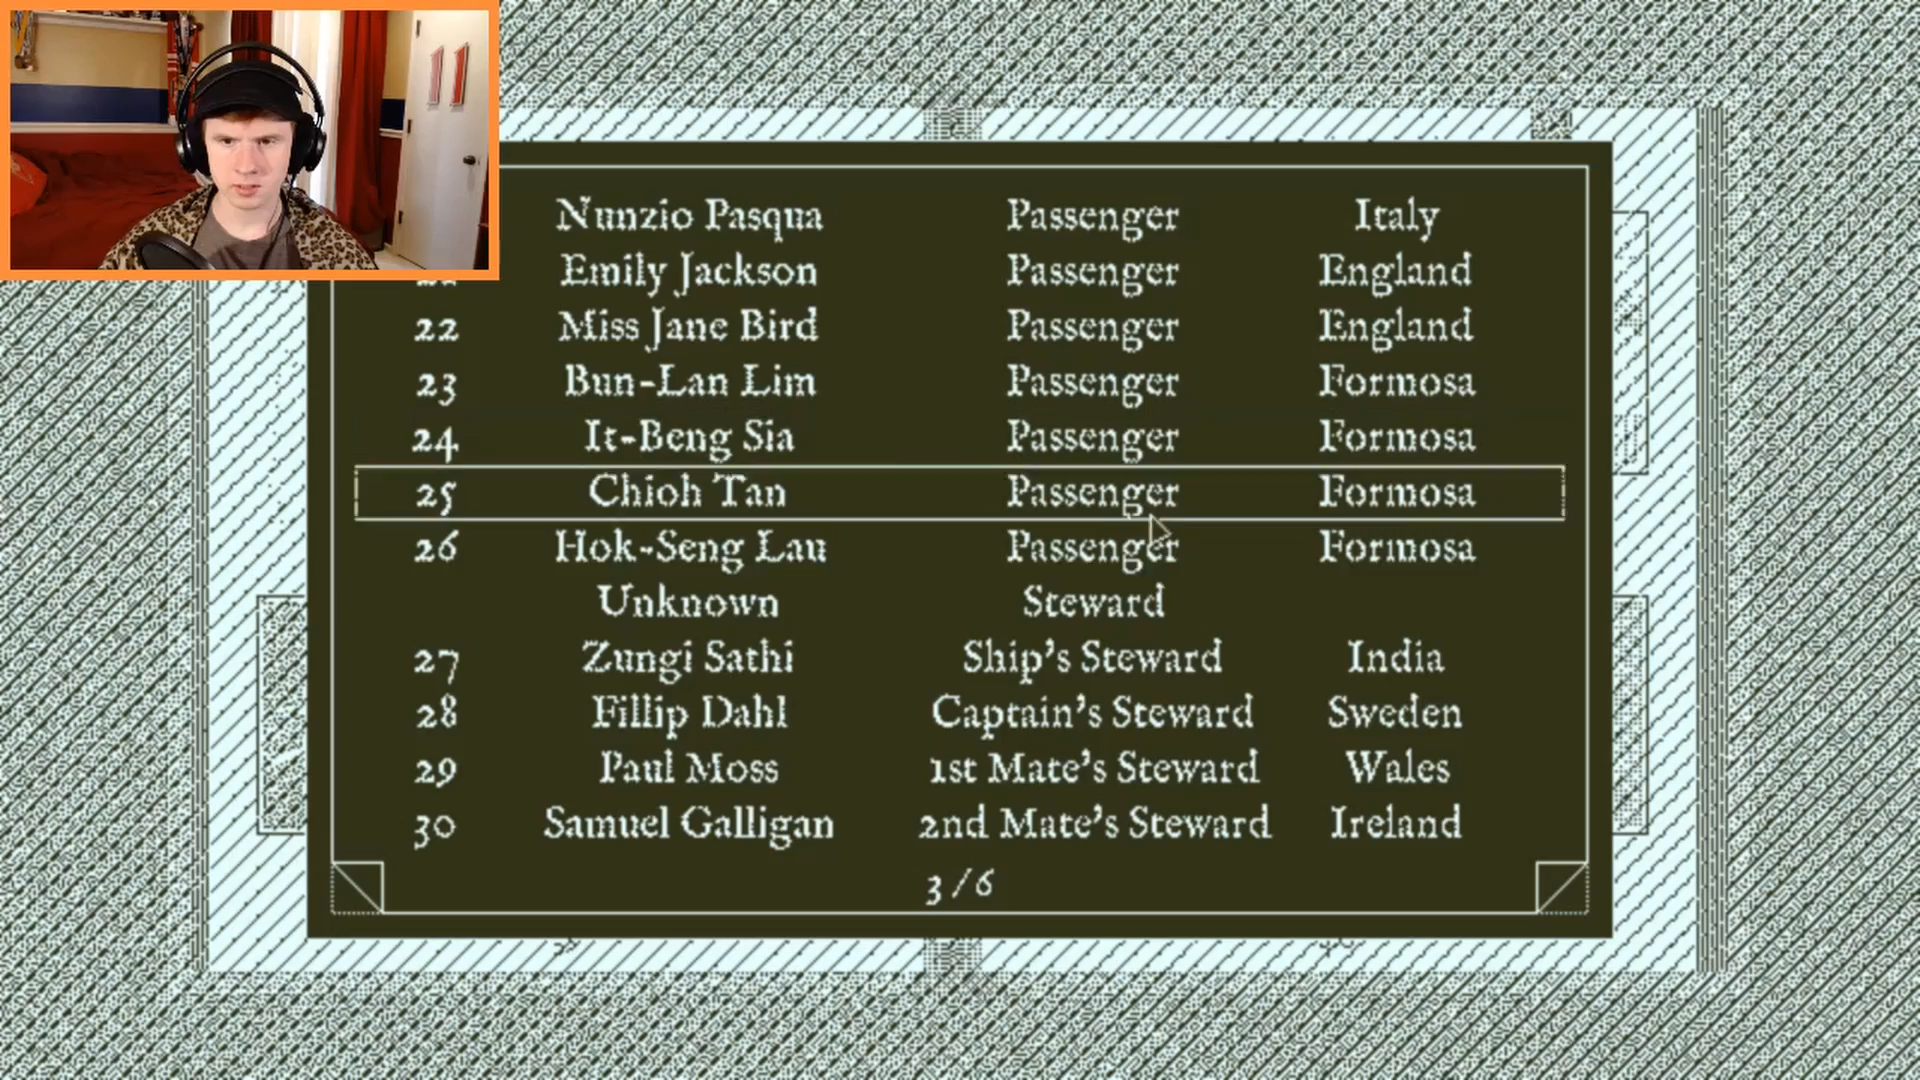 11
Nunzio Pasqua Passenger Italy
Emily Jackson Passenger England
22 Miss Jane Bird Passenger England
23 Bun-Lan Lim Passenger Formosa
24 It-Beng Sia Passenger Formosa
25 Chioh Tan Passenger Formosa
26 Hok-Seng Lau Passenger Formosa
Unknown Steward
27 Zungi Sathi Ship's Steward India
28 Fillip Dahl Captain's Steward Sweden
29 Paul Moss 1st Mate's Steward Wales
30 Samuel Galligan 2nd Mate's Steward Ireland
3/6